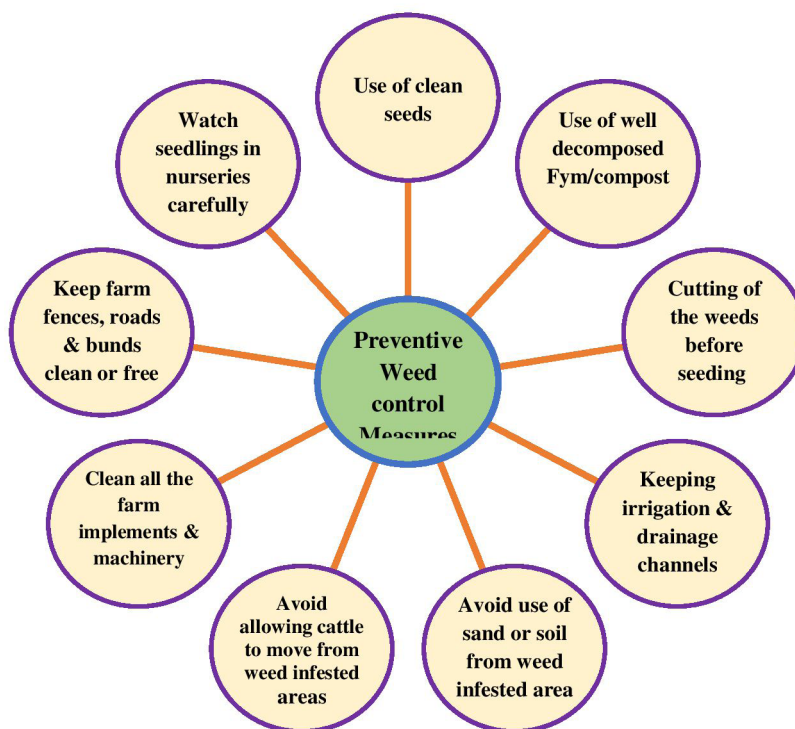 Use of clean
seeds
Use of well
decomposed
Fym/compost
Cutting of
the weeds
before
seeding
Keeping
irrigation &
drainage
channels
Avoid use of
sand or soil
from weed
infested area
Avoid
allowing cattle
to move from
weed infested
areas
Clean all the
farm
implements &
machinery
Keep farm
fences, roads
& bunds
clean or free
Watch
seedlings in
nurseries
carefully
Preventive
Weed
control
Measures